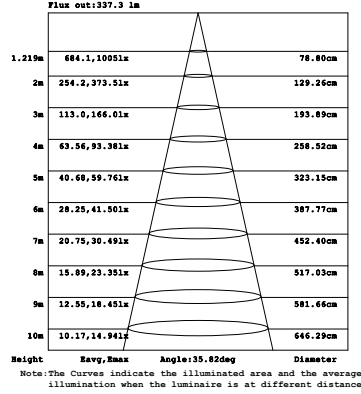 Flux out:337.3 lm
1.219m 684.1,1005lx 78.80cm
2m 254.2,373.5lx 129.26cm
3m 113.0,166.0lx 193.89cm
4m 63.56,93.38lx 258.52cm
5m 40.68,59.76lx 323.15cm
6m 28.25,41.50lx 387.77cm
7m 20.75,30.49lx 452.40cm
8m 15.89,23.35lx 517.03cm
9m 12.55,18.45lx 581.66cm
10m 10.17,14.94lx 646.29cm
Height Eavg,Emax Angle:35.82deg Diameter
Note:The Curves indicate the illuminated area and the average
illumination when the luminaire is at different distance